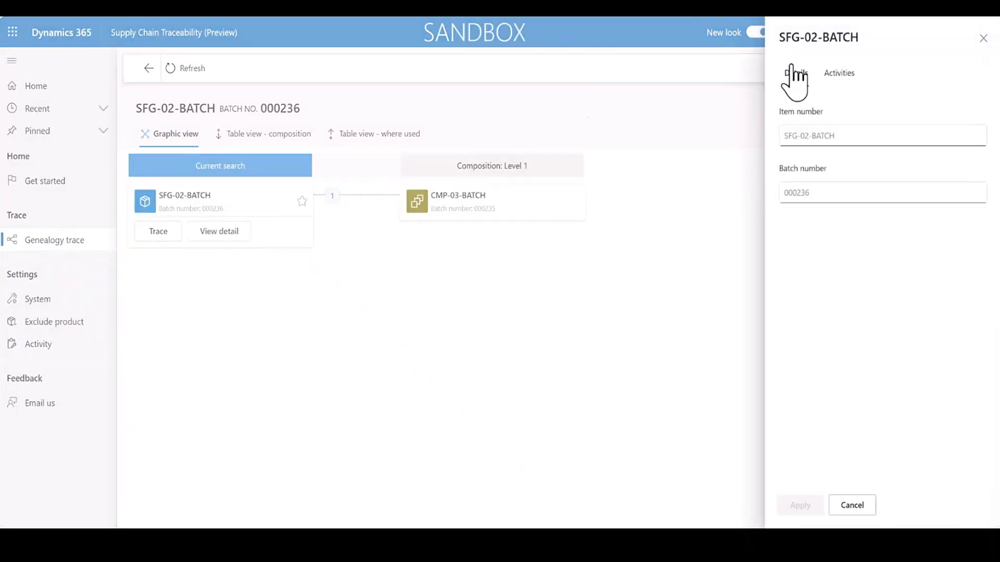 Dynamics 365
Supply Chain Traceability (Preview)
SANDBOX
New look
Home
Recent
Pinned
Home
Get started
Trace
Genealogy trace
Settings
System
Exclude product
Activity
Feedback
Email us
Refresh
SFG-02-BATCH BATCH NO. 000236
Graphic view
Table view - composition
Table view - where used
Current search
Composition: Level 1
SFG-02-BATCH
Batch number: 000236
1
CMP-03-BATCH
Batch number: 000235
Trace
View detail
SFG-02-BATCH
Activities
Item number
SFG-02-BATCH
Batch number
000236
Apply
Cancel